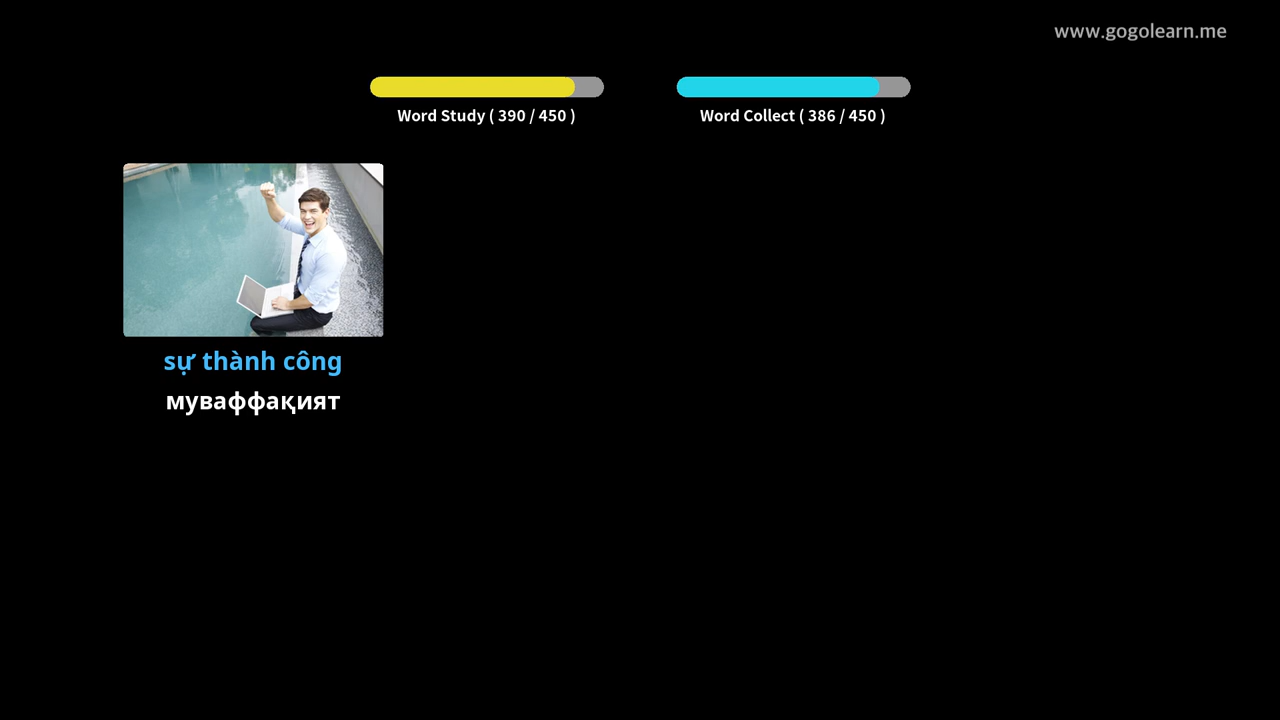 www.gogolearn.me
Word Study ( 390 / 450 )
Word Collect ( 386 / 450 )
sự thành công
муваффақият